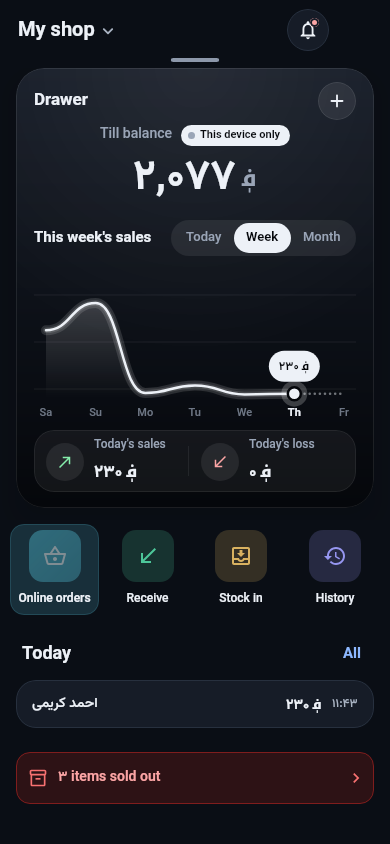 My shop
Drawer
Till balance This device only
۲,۰۷۷ ؋
This week's sales Today Week Month
۲۳۰ ؋
Sa Su Mo Tu We Th Fr
Today's sales Today's loss
۲۳۰ ؋ ۰ ؋
Online orders Receive Stock in History
Today All
احمد کریمی ۲۳۰ ؋ ۱۱:۴۳
۳ items sold out